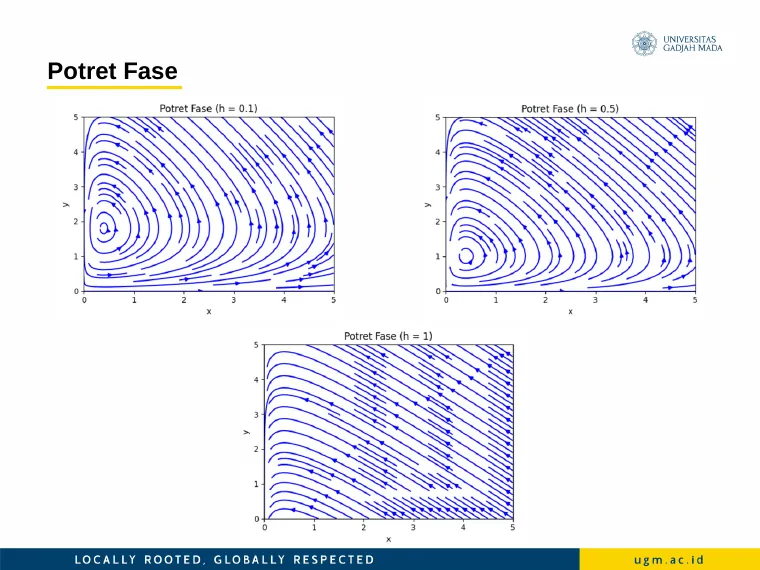 UNIVERSITAS
GADJAH MADA
Potret Fase
Potret Fase (h = 0.1)
5
4
3
2
1
0
y
0 1 2 3 4 5
x
Potret Fase (h = 0.5)
5
4
3
2
1
0
y
0 1 2 3 4 5
x
Potret Fase (h = 1)
5
4
3
2
1
0
y
0 1 2 3 4 5
x
LOCALLY ROOTED, GLOBALLY RESPECTED
ugm.ac.id